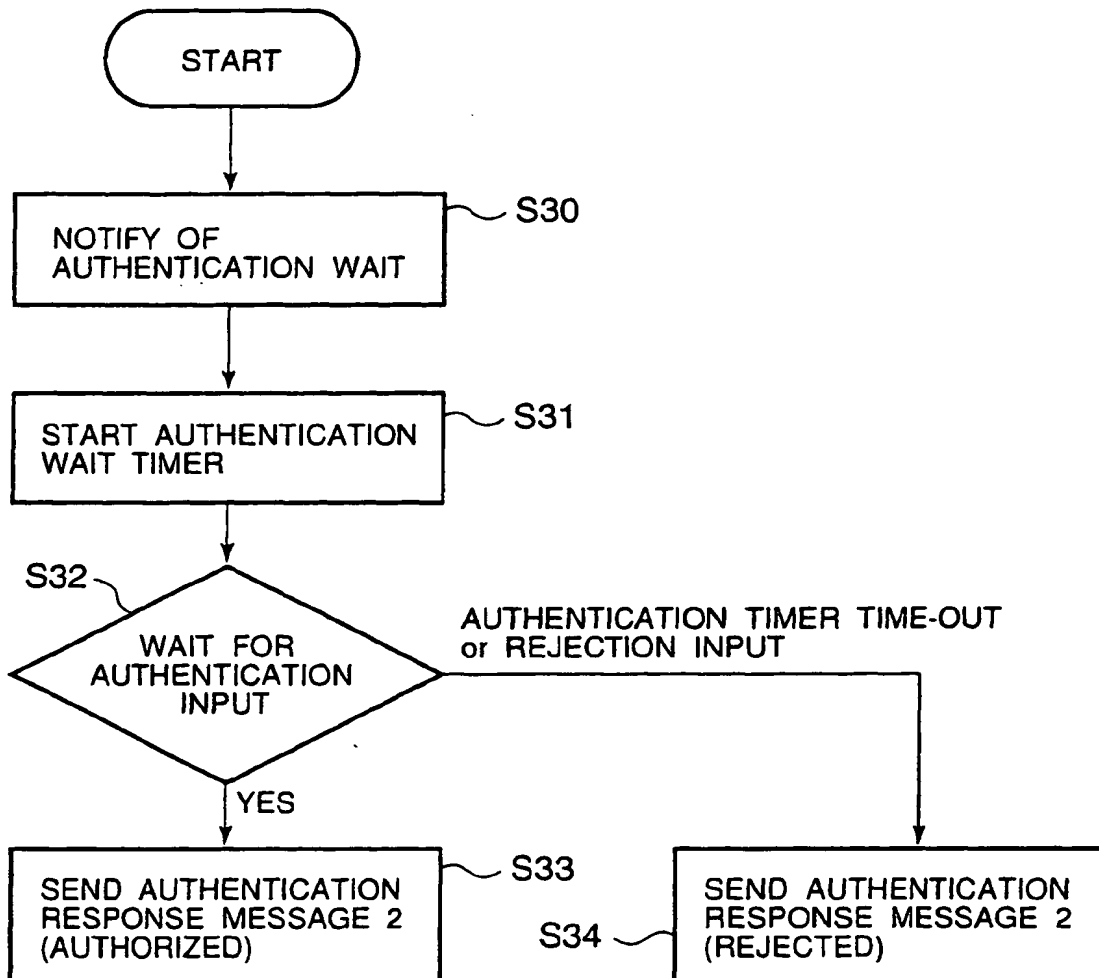 START
S30
NOTIFY OF
AUTHENTICATION WAIT
S31
START AUTHENTICATION
WAIT TIMER
S32
WAIT FOR
AUTHENTICATION
INPUT
AUTHENTICATION TIMER TIME-OUT
or REJECTION INPUT
YES
S33
SEND AUTHENTICATION
RESPONSE MESSAGE 2
(AUTHORIZED)
S34
SEND AUTHENTICATION
RESPONSE MESSAGE 2
(REJECTED)